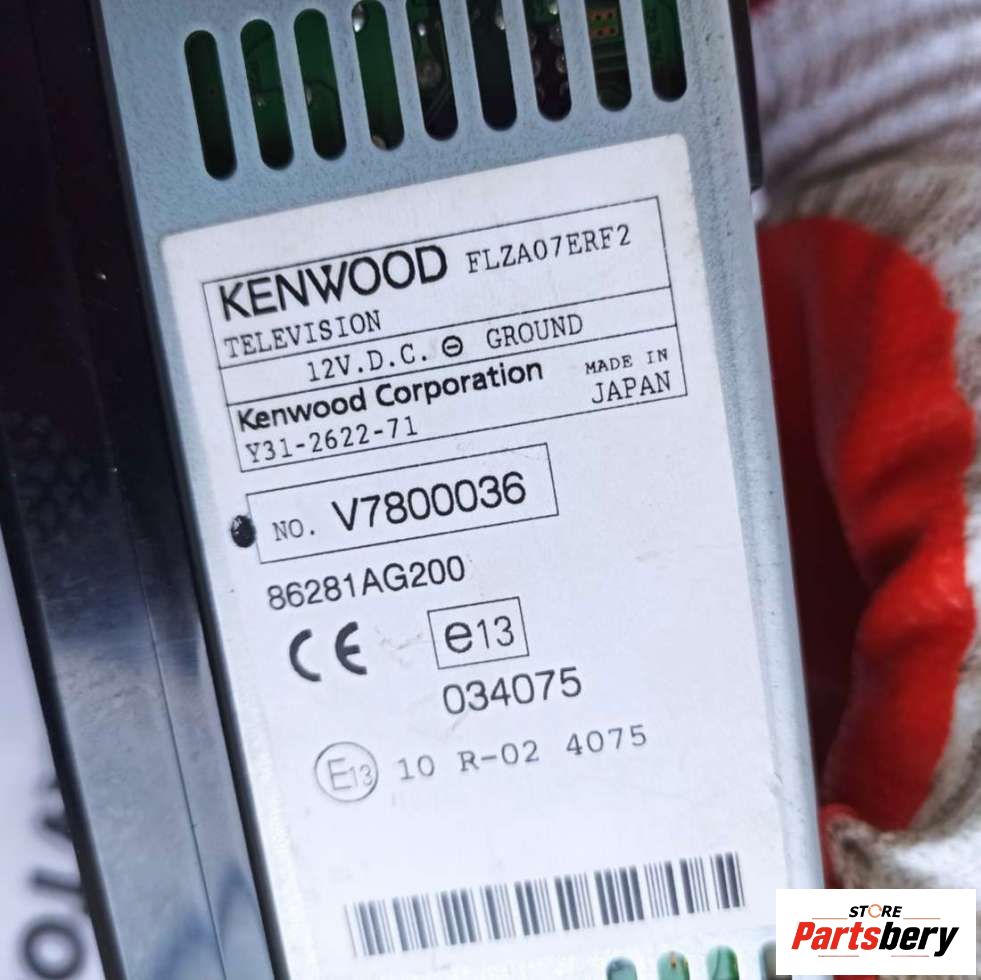 KENWOOD FLZA07ERF2
TELEVISION
12V.D.C. ⊖ GROUND
Kenwood Corporation MADE IN
Y31-2622-71 JAPAN
NO. V7800036
86281AG200
CE e13
034075
E13 10 R-02 4075
STORE
Partsbery